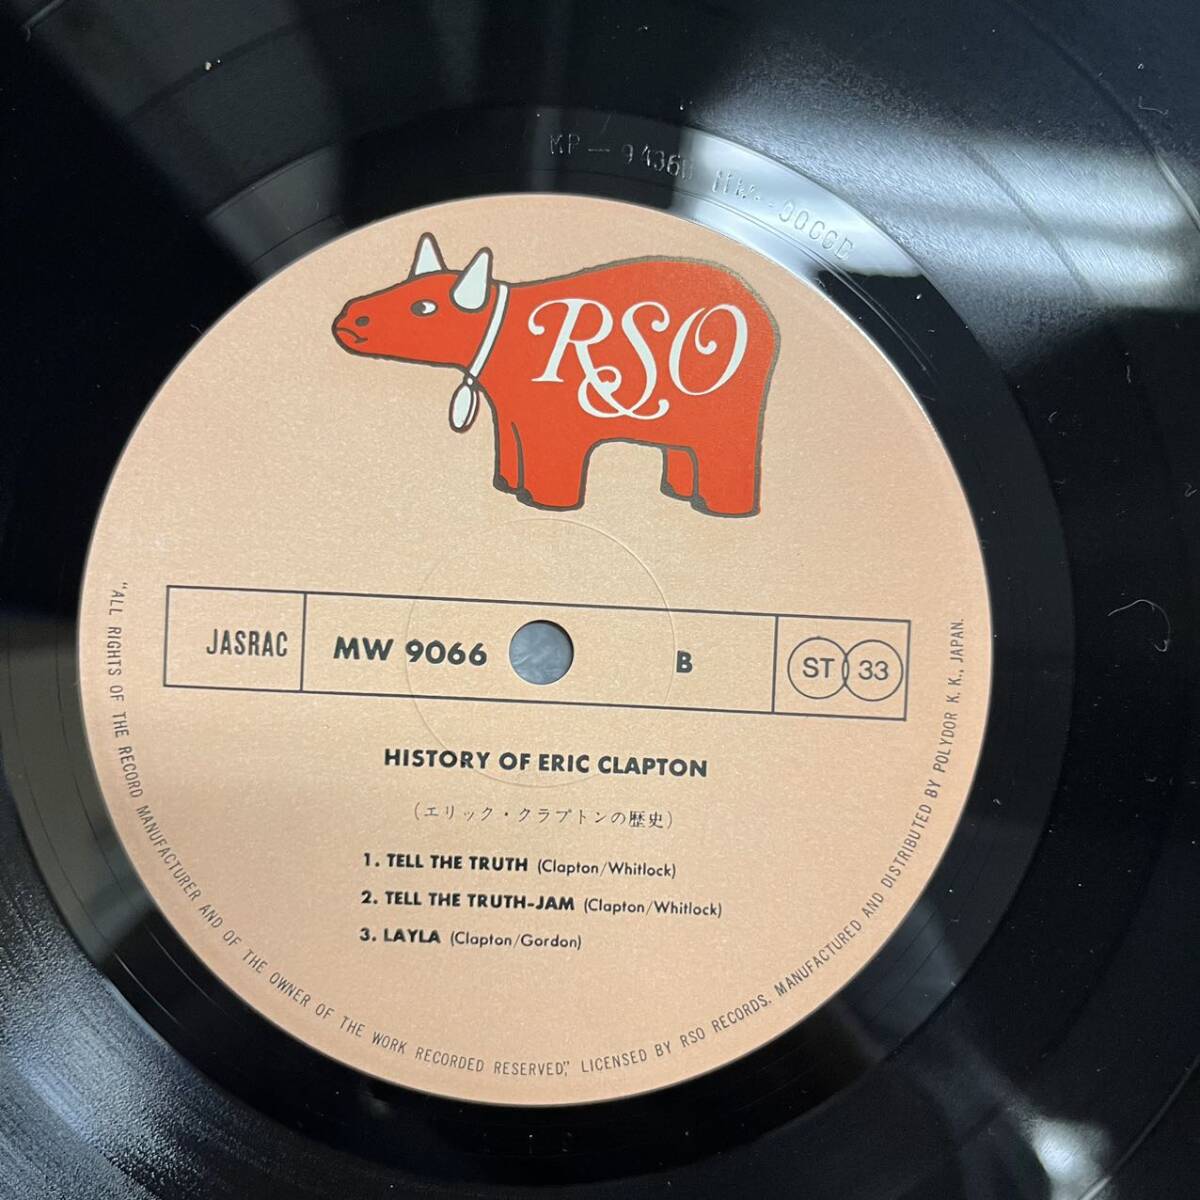 RSO
JASRAC
MW 9066
B
ST 33
HISTORY OF ERIC CLAPTON
(エリック・クラプトンの歴史)
1. TELL THE TRUTH (Clapton/Whitlock)
2. TELL THE TRUTH-JAM (Clapton/Whitlock)
3. LAYLA (Clapton/Gordon)
"ALL RIGHTS OF THE RECORD MANUFACTURER AND OF THE OWNER OF THE WORK RECORDED RESERVED," LICENSED BY RSO RECORDS. MANUFACTURED AND DISTRIBUTED BY POLYDOR K. K., JAPAN.